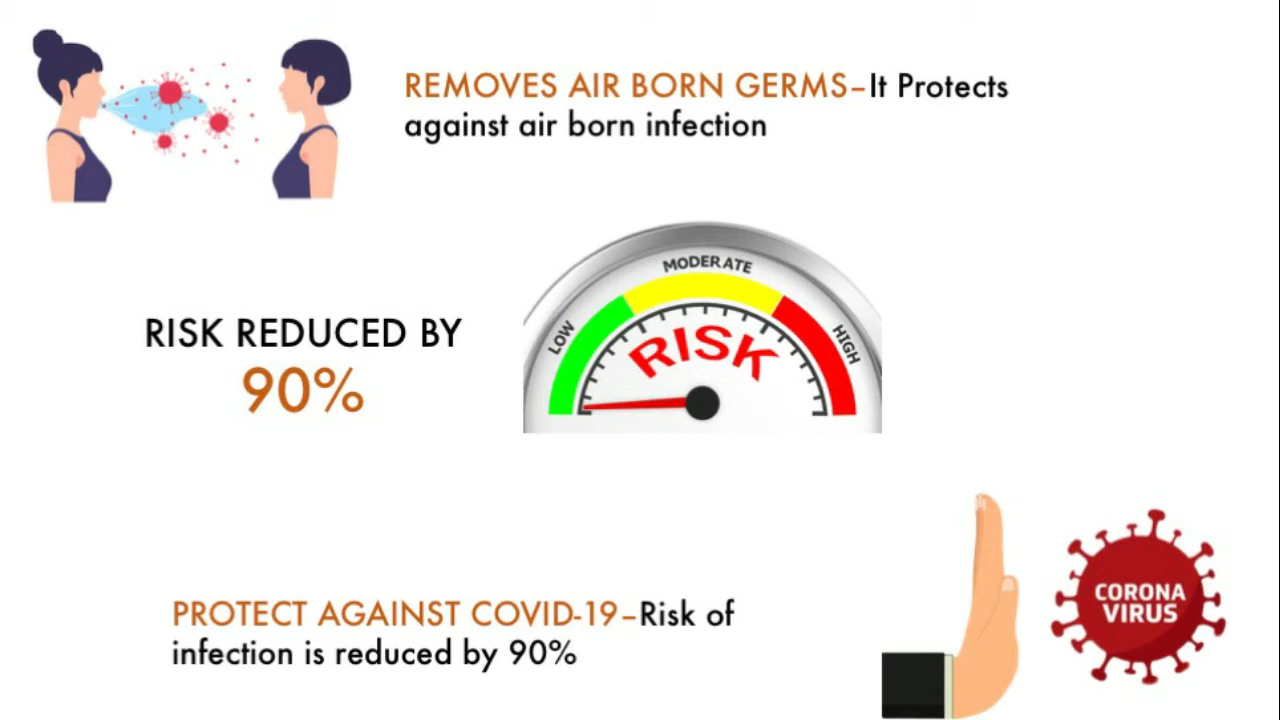 REMOVES AIR BORN GERMS–It Protects
against air born infection
MODERATE
LOW
HIGH
RISK
RISK REDUCED BY
90%
CORONA
VIRUS
PROTECT AGAINST COVID-19–Risk of
infection is reduced by 90%